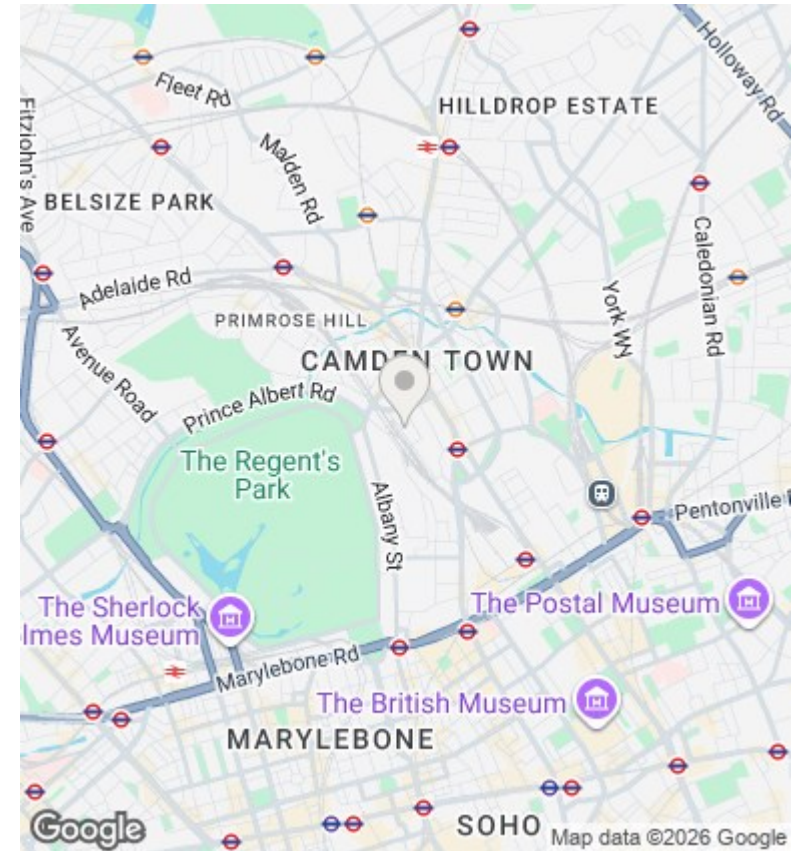 Holloway Rd
Fleet Rd
HILLDROP ESTATE
Fitzjohn's Ave
Malden Rd
BELSIZE PARK
Caledonian Rd
Adelaide Rd
York WN
PRIMROSE HILL
Avenue Road
CAMDEN TOWN
Prince Albert Rd
The Regent's
Park
Albany St
Pentonville
The Sherlock
lmes Museum
The Postal Museum
Marylebone Rd
The British Museum
MARYLEBONE
SOHO
Google
Map data ©2026 Google